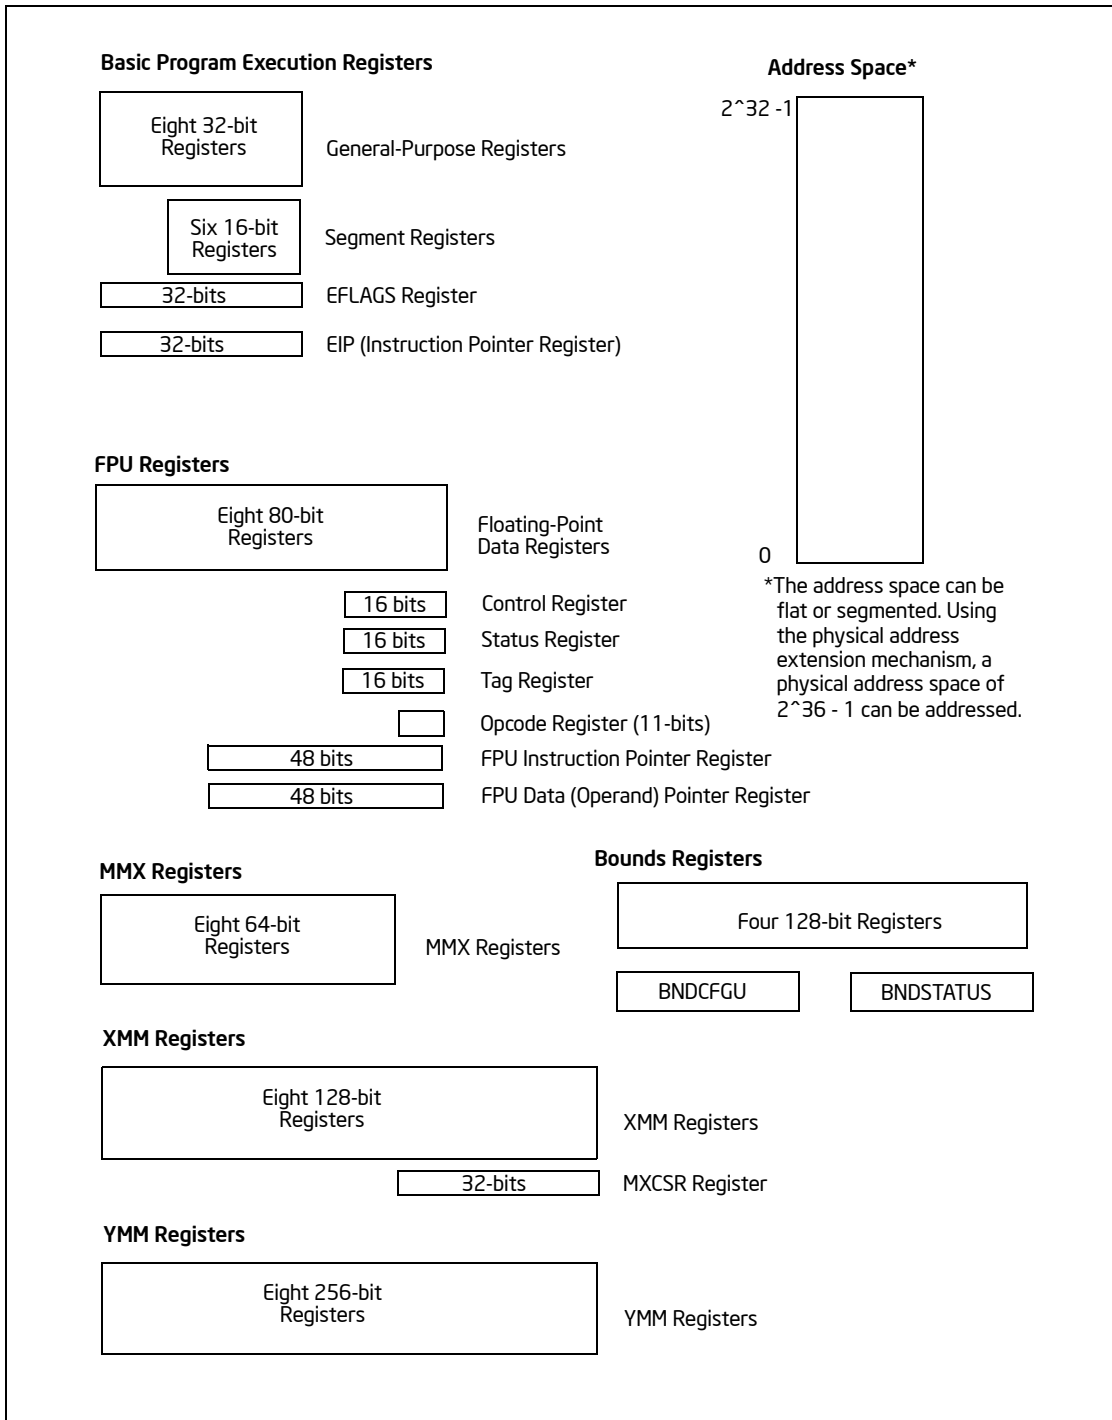 Basic Program Execution Registers
Eight 32-bit
Registers
General-Purpose Registers
Six 16-bit
Registers
Segment Registers
32-bits
EFLAGS Register
32-bits
EIP (Instruction Pointer Register)
Address Space*
2^32 -1
0
*The address space can be
flat or segmented. Using
the physical address
extension mechanism, a
physical address space of
2^36 - 1 can be addressed.
FPU Registers
Eight 80-bit
Registers
Floating-Point
Data Registers
16 bits
Control Register
16 bits
Status Register
16 bits
Tag Register
Opcode Register (11-bits)
48 bits
FPU Instruction Pointer Register
48 bits
FPU Data (Operand) Pointer Register
MMX Registers
Eight 64-bit
Registers
MMX Registers
Bounds Registers
Four 128-bit Registers
BNDCFGU
BNDSTATUS
XMM Registers
Eight 128-bit
Registers
XMM Registers
32-bits
MXCSR Register
YMM Registers
Eight 256-bit
Registers
YMM Registers